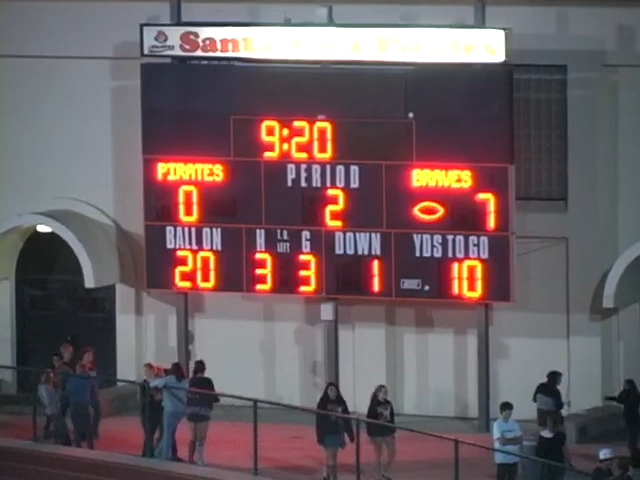 9:20
PIRATES PERIOD BRAVES
0 2 7
BALL ON H T.O. LEFT G DOWN YDS TO GO
20 3 3 1 10